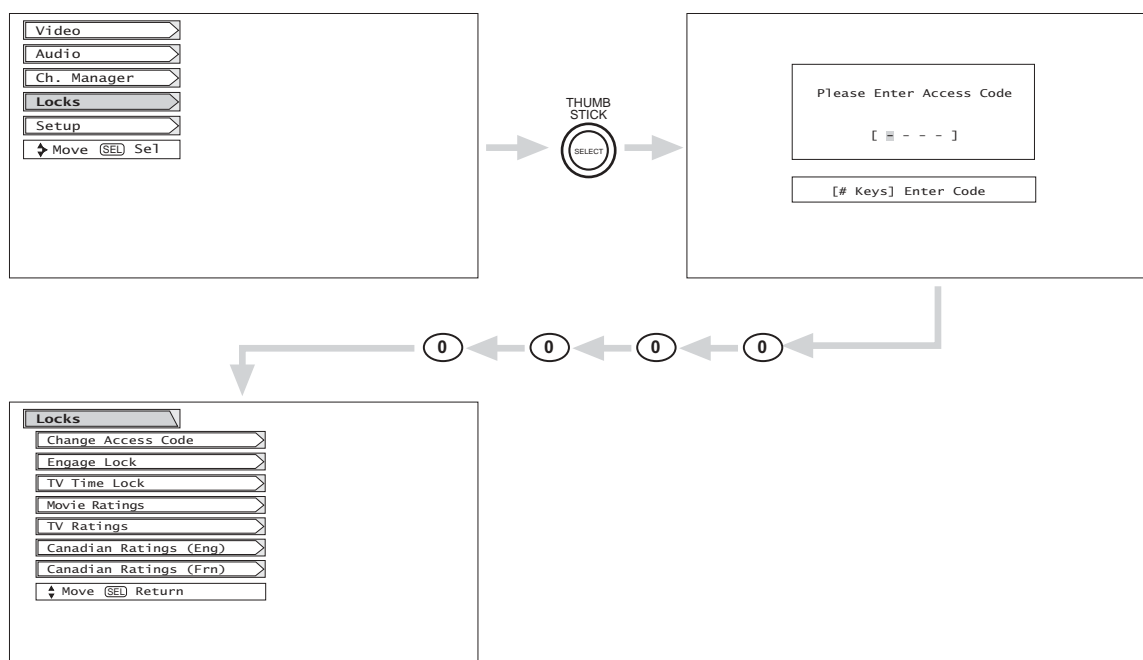 Video
Audio
Ch. Manager
Locks
Setup
Move SEL Sel
THUMB
STICK
SELECT
Please Enter Access Code
[ - - - - ]
[# Keys] Enter Code
0 0 0 0
Locks
Change Access Code
Engage Lock
TV Time Lock
Movie Ratings
TV Ratings
Canadian Ratings (Eng)
Canadian Ratings (Frn)
Move SEL Return